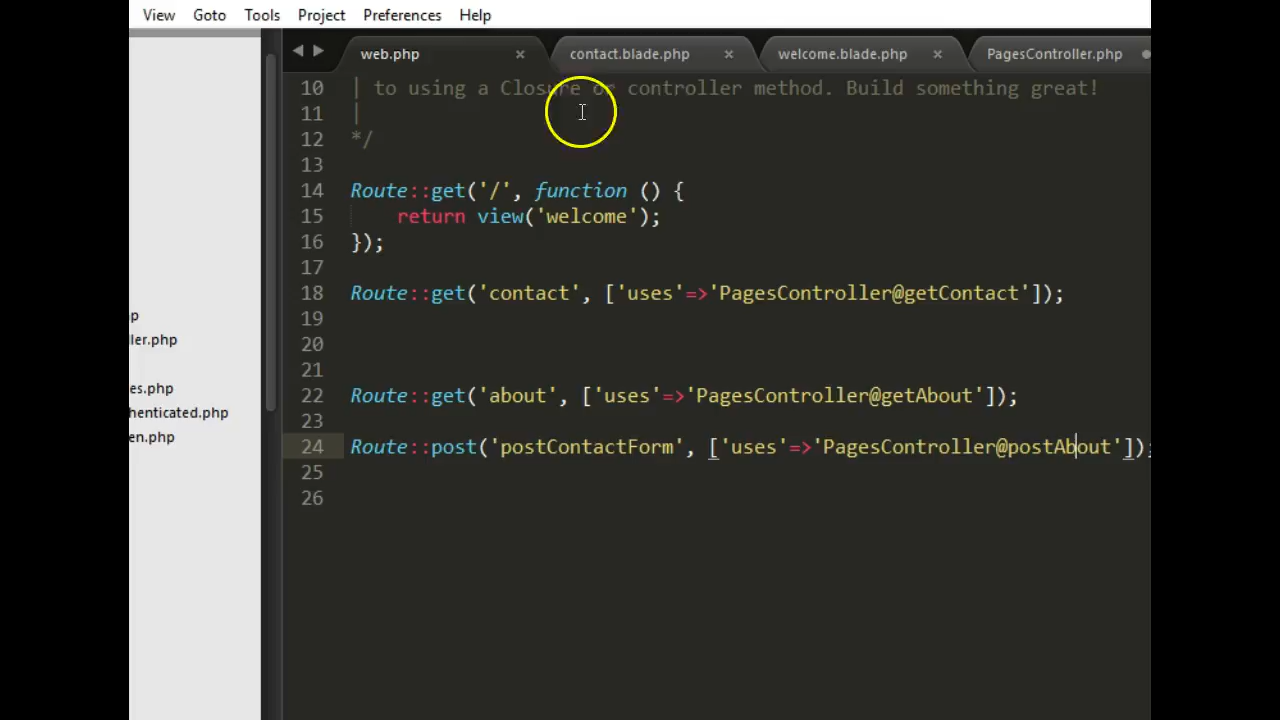 View Goto Tools Project Preferences Help
web.php × contact.blade.php × welcome.blade.php × PagesController.php
10 | to using a Closure or controller method. Build something great!
11 |
12 */
13
14 Route::get('/', function () {
15 return view('welcome');
16 });
17
18 Route::get('contact', ['uses'=>'PagesController@getContact']);
19
20
21
22 Route::get('about', ['uses'=>'PagesController@getAbout']);
23
24 Route::post('postContactForm', ['uses'=>'PagesController@postAbout']);
25
26
p
ler.php
es.php
henticated.php
en.php